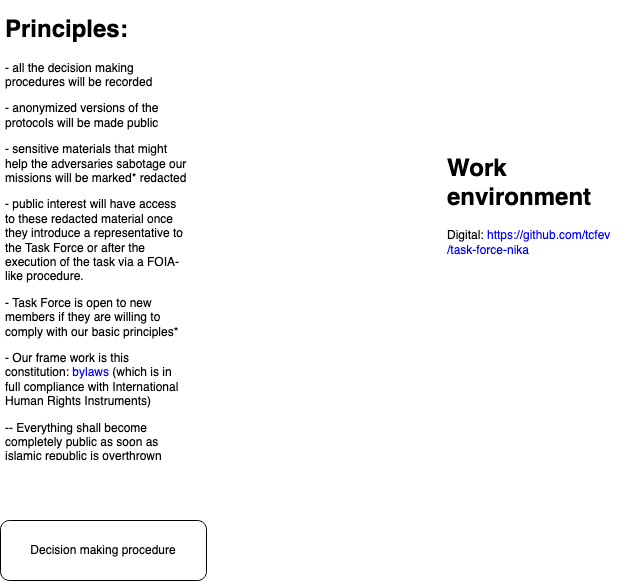 Principles:
- all the decision making
procedures will be recorded
- anonymized versions of the
protocols will be made public
- sensitive materials that might
help the adversaries sabotage our
missions will be marked* redacted
- public interest will have access
to these redacted material once
they introduce a representative to
the Task Force or after the
execution of the task via a FOIA-
like procedure.
- Task Force is open to new
members if they are willing to
comply with our basic principles*
- Our frame work is this
constitution: bylaws (which is in
full compliance with International
Human Rights Instruments)
-- Everything shall become
completely public as soon as
islamic republic is overthrown
Work
environment
Digital: https://github.com/tcfev
/task-force-nika
Decision making procedure